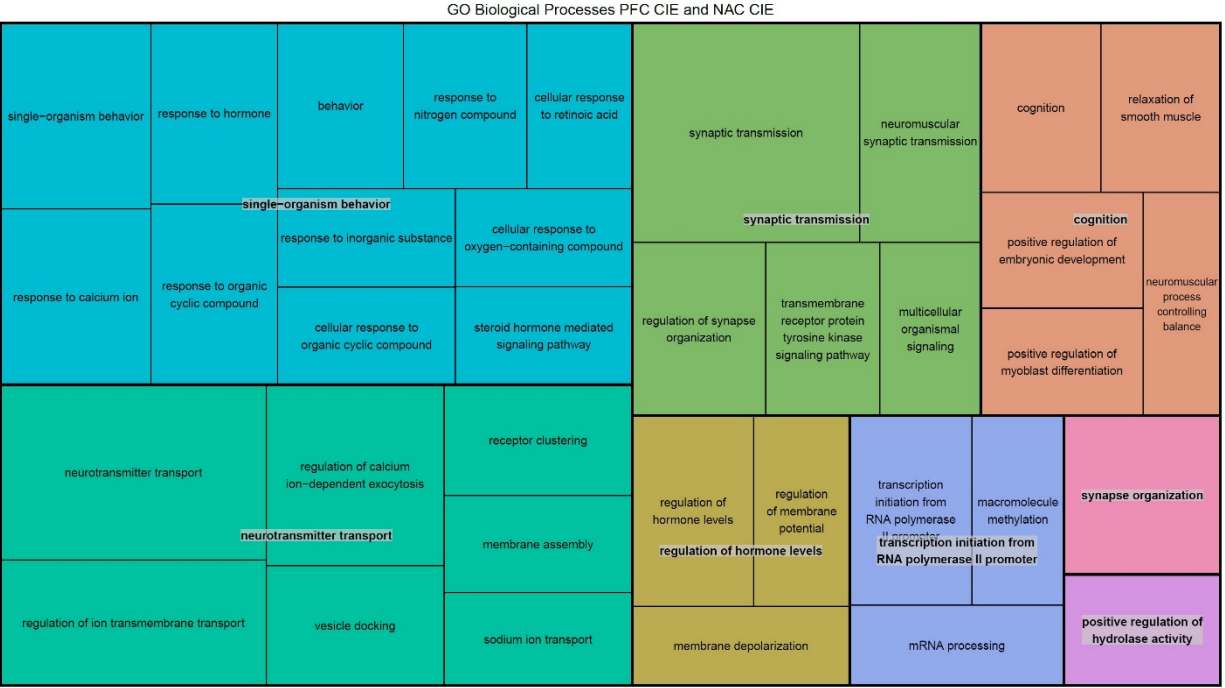 GO Biological Processes PFC CIE and NAC CIE
single−organism behavior
response to hormone
behavior
response to
nitrogen compound
cellular response
to retinoic acid
single−organism behavior
response to inorganic substance
cellular response to
oxygen−containing compound
response to calcium ion
response to organic
cyclic compound
cellular response to
organic cyclic compound
steroid hormone mediated
signaling pathway
neurotransmitter transport
regulation of calcium
ion−dependent exocytosis
receptor clustering
neurotransmitter transport
membrane assembly
regulation of ion transmembrane transport
vesicle docking
sodium ion transport
synaptic transmission
neuromuscular
synaptic transmission
synaptic transmission
regulation of synapse
organization
transmembrane
receptor protein
tyrosine kinase
signaling pathway
multicellular
organismal
signaling
cognition
relaxation of
smooth muscle
cognition
positive regulation of
embryonic development
neuromuscular
process
controlling
balance
positive regulation of
myoblast differentiation
regulation of
hormone levels
regulation
of membrane
potential
regulation of hormone levels
membrane depolarization
transcription
initiation from
RNA polymerase
II promoter
macromolecule
methylation
transcription initiation from
RNA polymerase II promoter
mRNA processing
synapse organization
positive regulation of
hydrolase activity